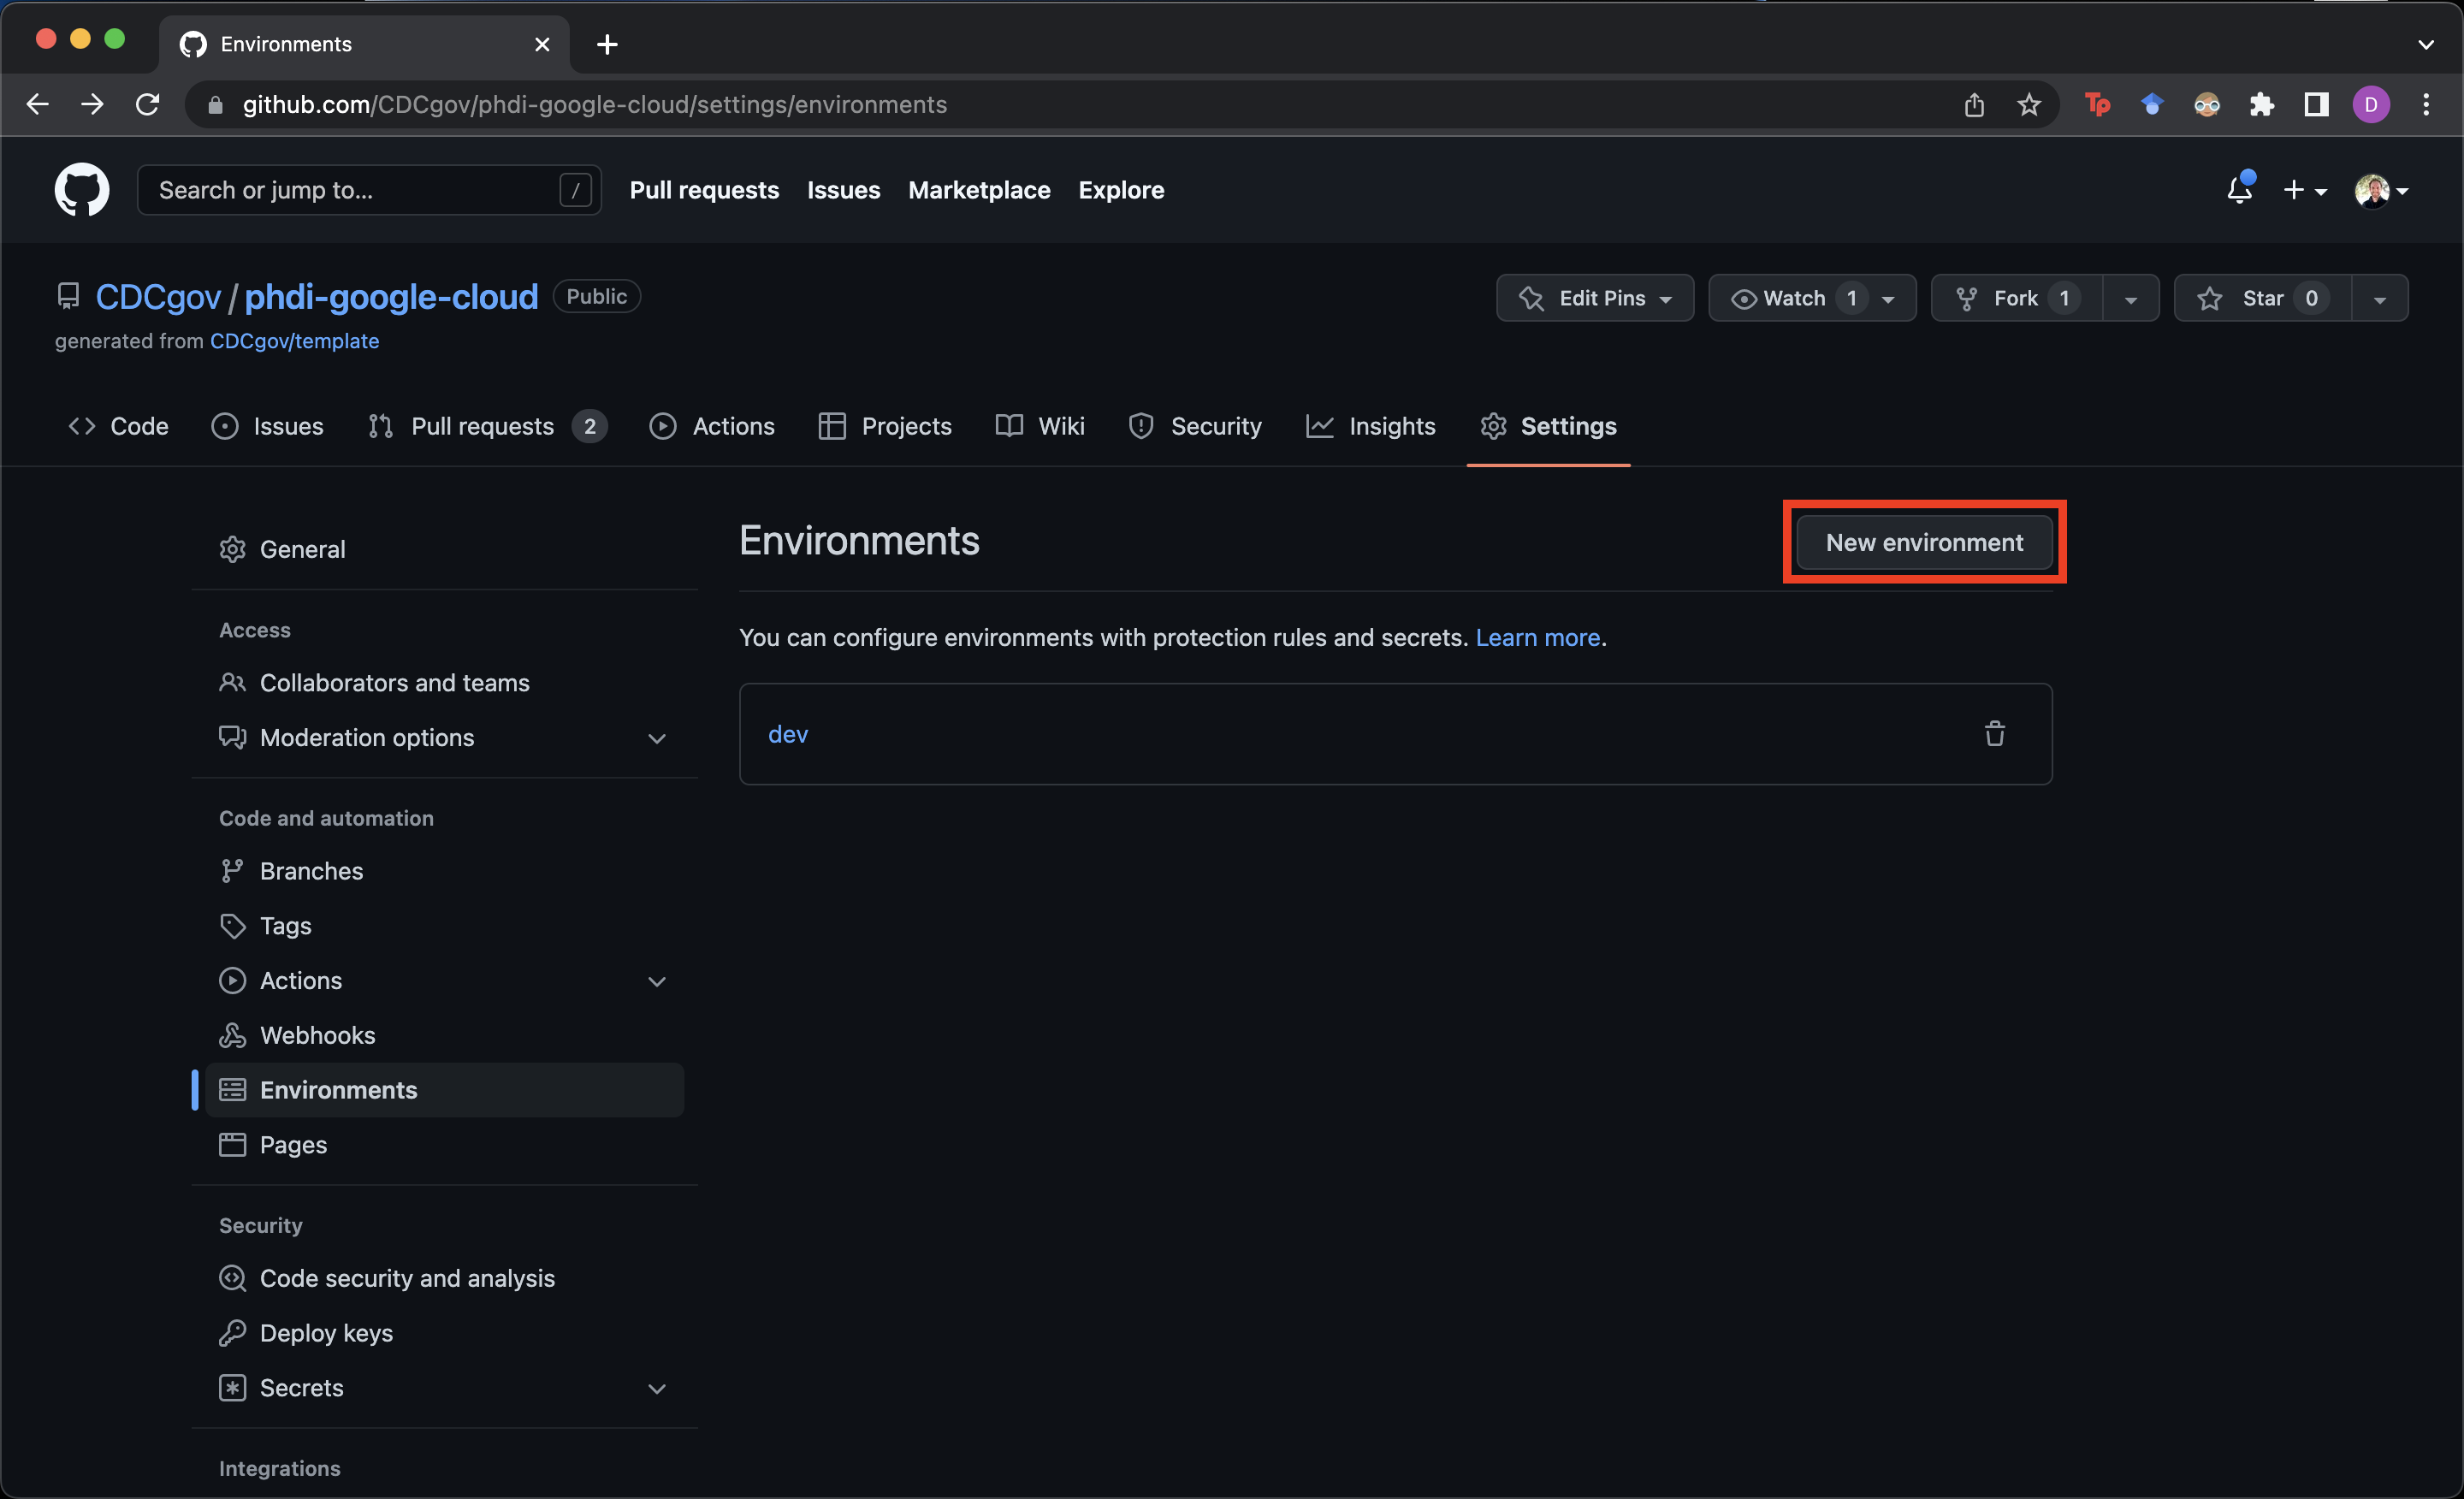 Environments
github.com/CDCgov/phdi-google-cloud/settings/environments
Tp
D
Search or jump to... /
Pull requests Issues Marketplace Explore
CDCgov / phdi-google-cloud Public
Edit Pins Watch 1 Fork 1 Star 0
generated from CDCgov/template
Code Issues Pull requests 2 Actions Projects Wiki Security Insights Settings
General
Access
Collaborators and teams
Moderation options
Code and automation
Branches
Tags
Actions
Webhooks
Environments
Pages
Security
Code security and analysis
Deploy keys
Secrets
Integrations
Environments
New environment
You can configure environments with protection rules and secrets. Learn more.
dev